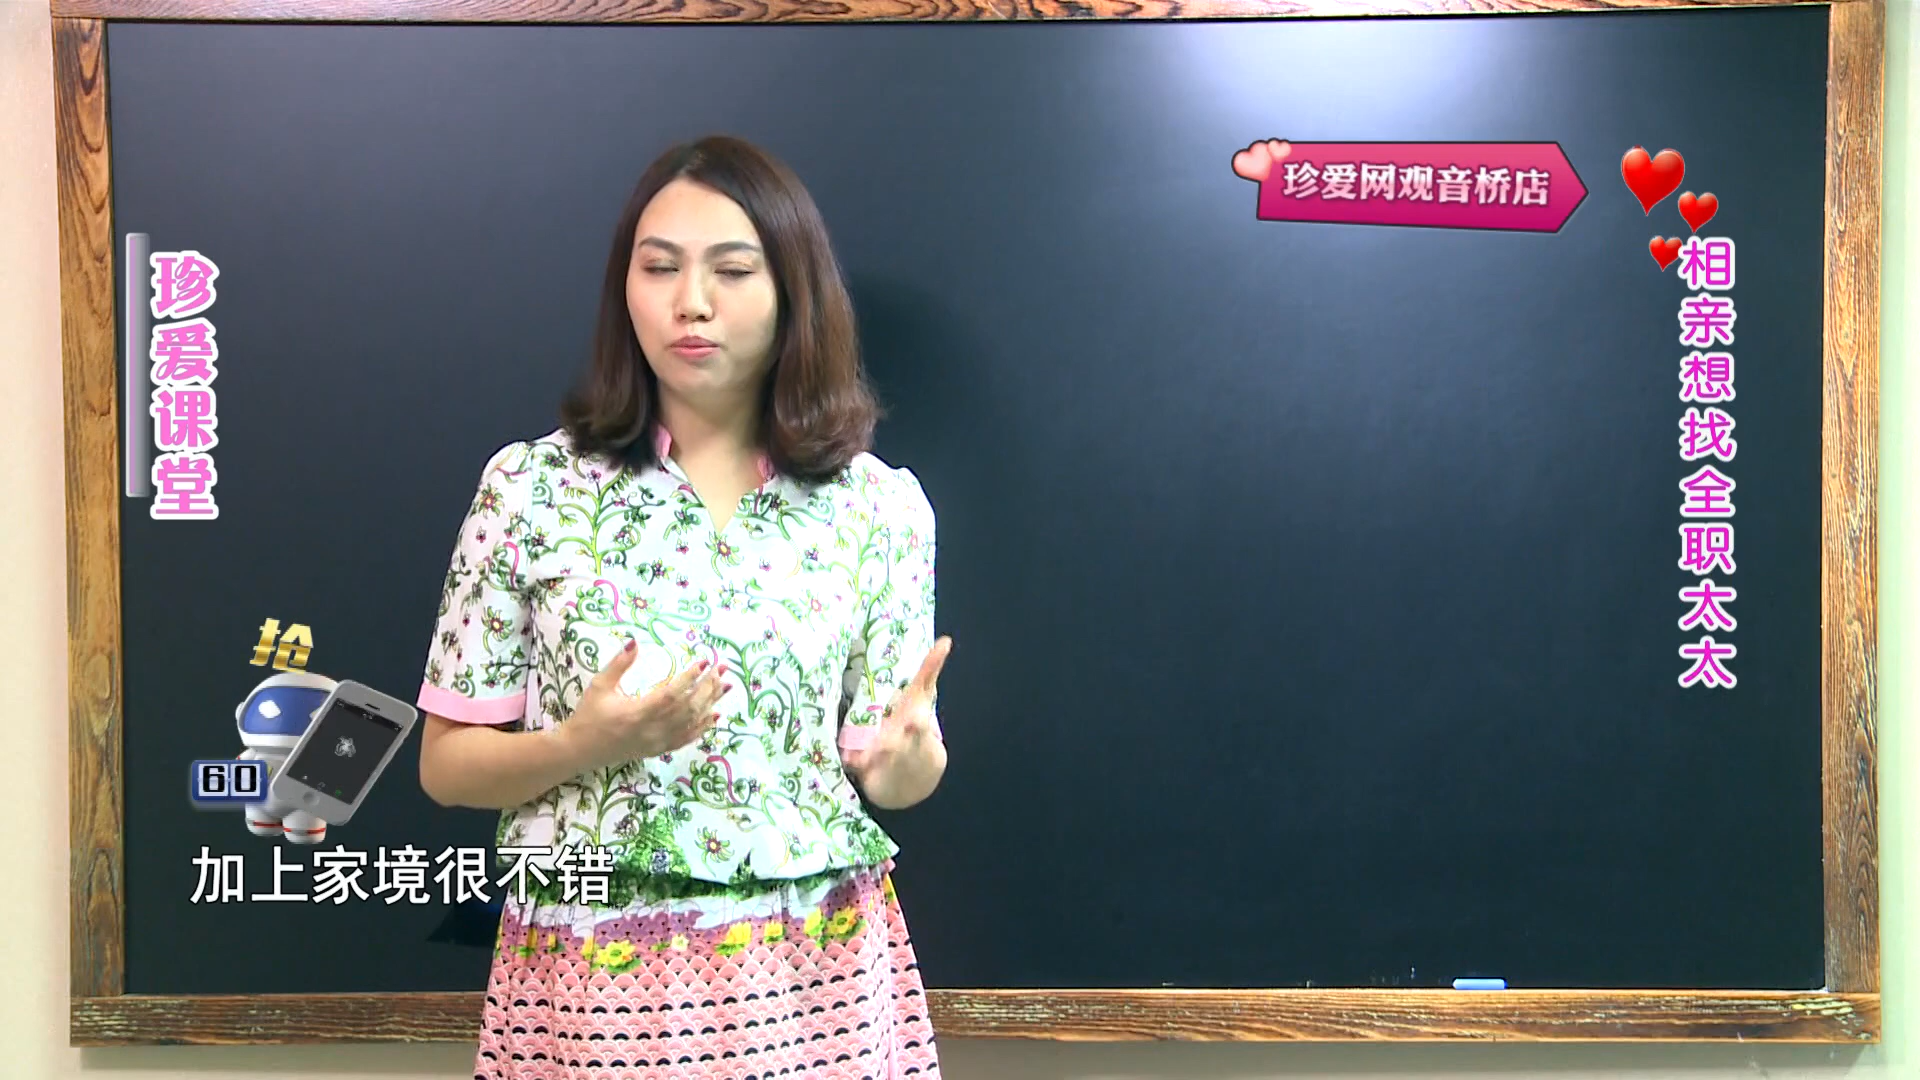 珍爱网观音桥店
相亲想找全职太太
珍爱课堂
抢
60
加上家境很不错